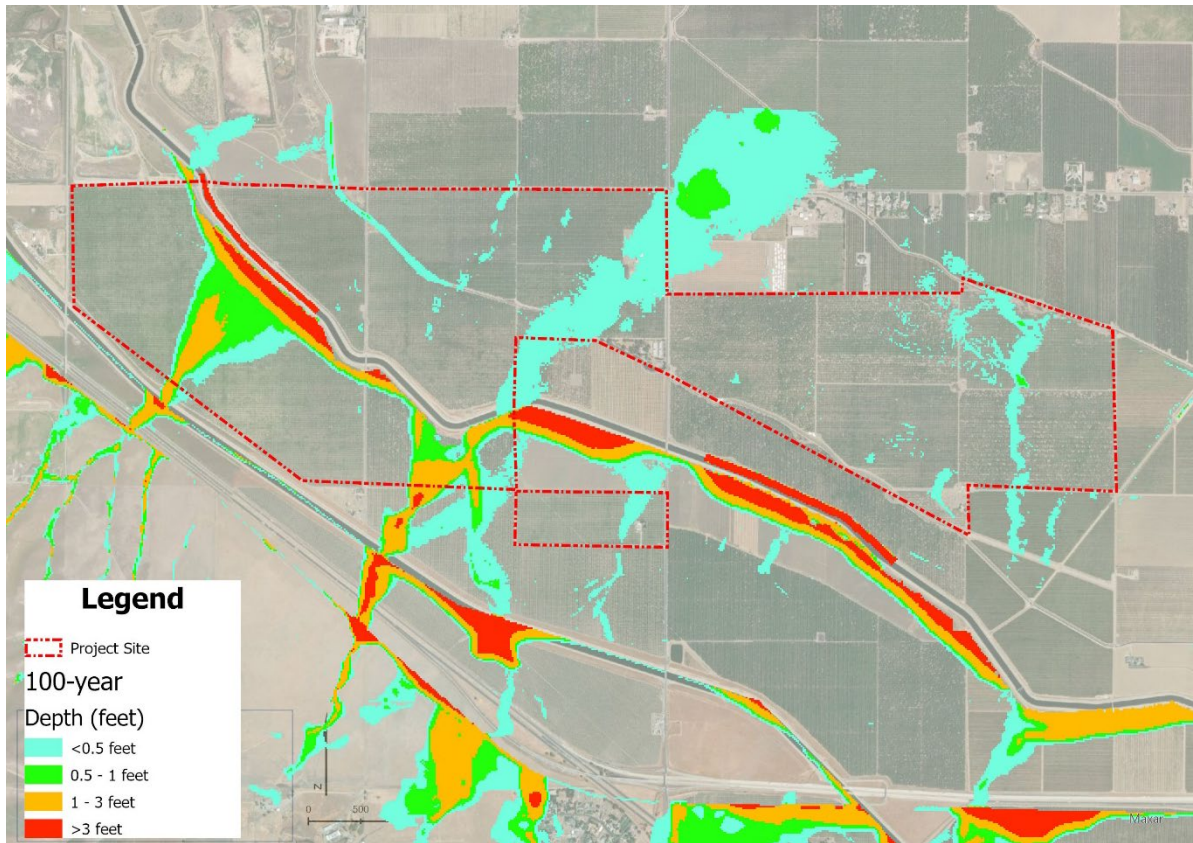 Legend
Project Site
100-year
Depth (feet)
<0.5 feet
0.5 - 1 feet
1 - 3 feet
>3 feet
N
0 500
Maxar